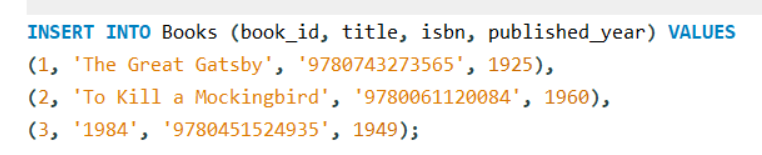 INSERT INTO Books (book_id, title, isbn, published_year) VALUES
(1, 'The Great Gatsby', '9780743273565', 1925),
(2, 'To Kill a Mockingbird', '9780061120084', 1960),
(3, '1984', '9780451524935', 1949);